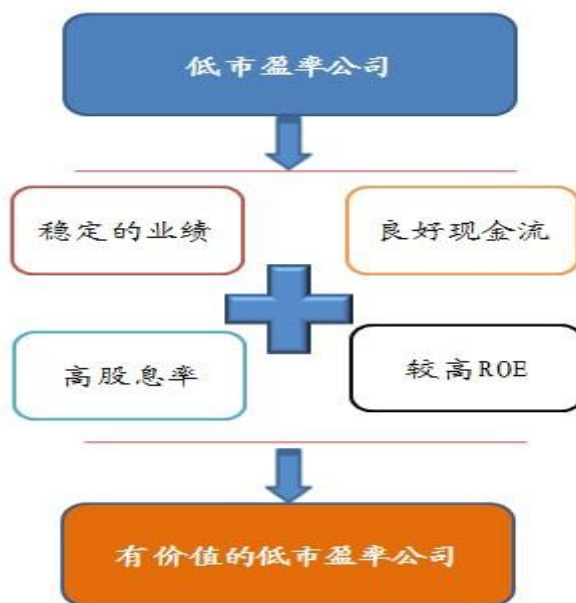 低市盈率公司
稳定的业绩
良好现金流
高股息率
较高ROE
有价值的低市盈率公司